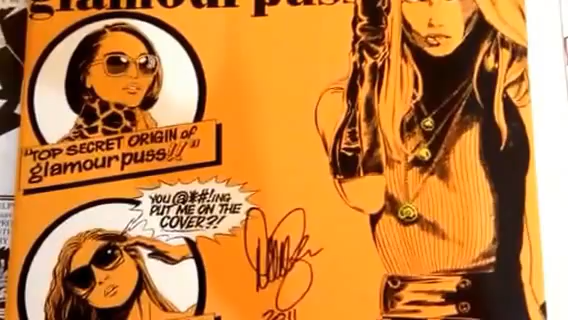 glamourpuss
"TOP SECRET ORIGIN of
glamourpuss!!"
YOU @*#!ing
PUT ME ON THE
COVER?!
2011